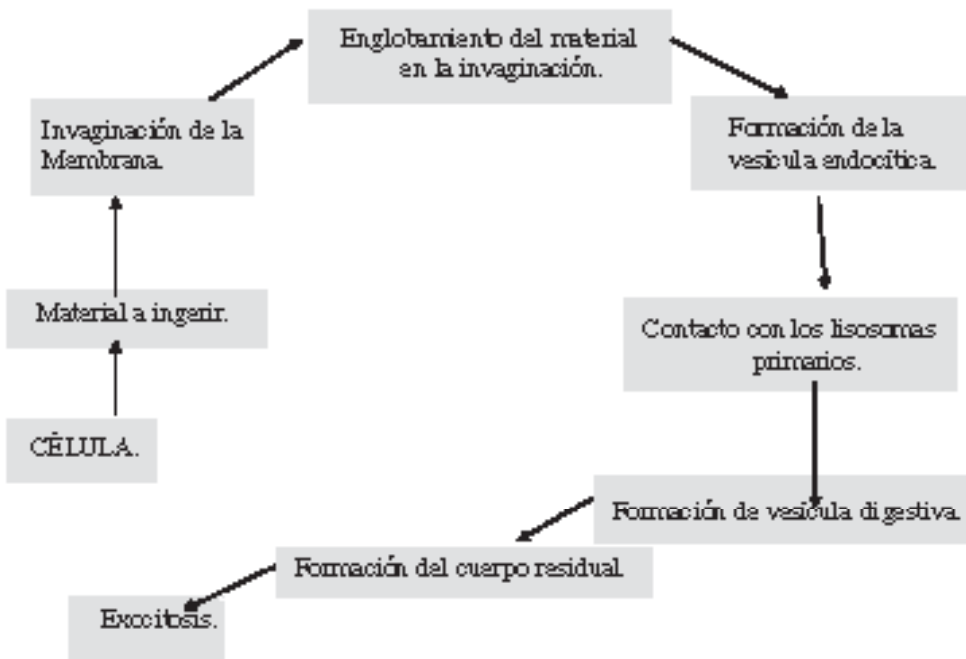 Englobamiento del material
en la invaginación.
Invaginación de la
Membrana.
Formación de la
vesícula endocítica.
Material a ingerir.
Contacto con los lisosomas
primarios.
CÉLULA.
Formación de vesícula digestiva.
Formación del cuerpo residual.
Exocitosis.